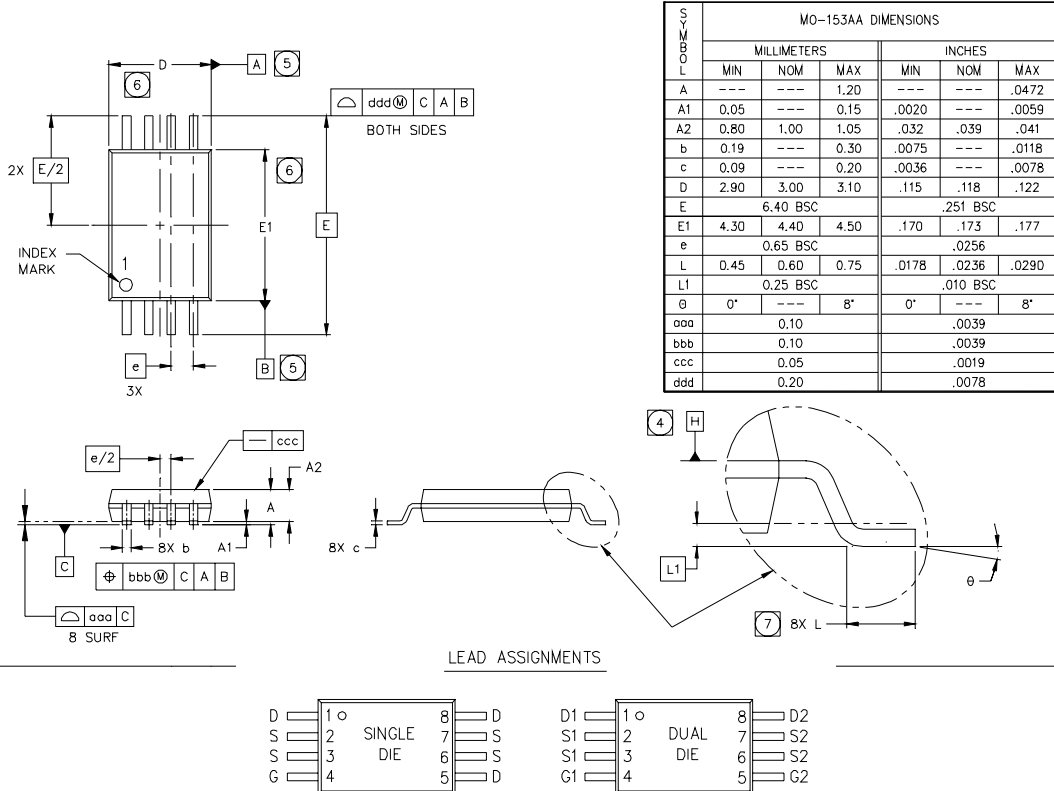 D
A 5
6
ddd Ⓜ C A B
BOTH SIDES
2X E/2
6
E1
E
INDEX
MARK
1
e
3X
B 5
SYMBOL MO-153AA DIMENSIONS
MILLIMETERS INCHES
MIN NOM MAX MIN NOM MAX
A --- --- 1.20 --- --- .0472
A1 0.05 --- 0.15 .0020 --- .0059
A2 0.80 1.00 1.05 .032 .039 .041
b 0.19 --- 0.30 .0075 --- .0118
c 0.09 --- 0.20 .0036 --- .0078
D 2.90 3.00 3.10 .115 .118 .122
E 6.40 BSC .251 BSC
E1 4.30 4.40 4.50 .170 .173 .177
e 0.65 BSC .0256
L 0.45 0.60 0.75 .0178 .0236 .0290
L1 0.25 BSC .010 BSC
Θ 0° --- 8° 0° --- 8°
aaa 0.10 .0039
bbb 0.10 .0039
ccc 0.05 .0019
ddd 0.20 .0078
e/2
ccc
A2
A
8X b
A1
C
⌖ bbb Ⓜ C A B
aaa C
8 SURF
8X c
4 H
L1
θ
7 8X L
LEAD ASSIGNMENTS
D 1 8 D
S 2 SINGLE 7 S
S 3 DIE 6 S
G 4 5 D
D1 1 8 D2
S1 2 DUAL 7 S2
S1 3 DIE 6 S2
G1 4 5 G2